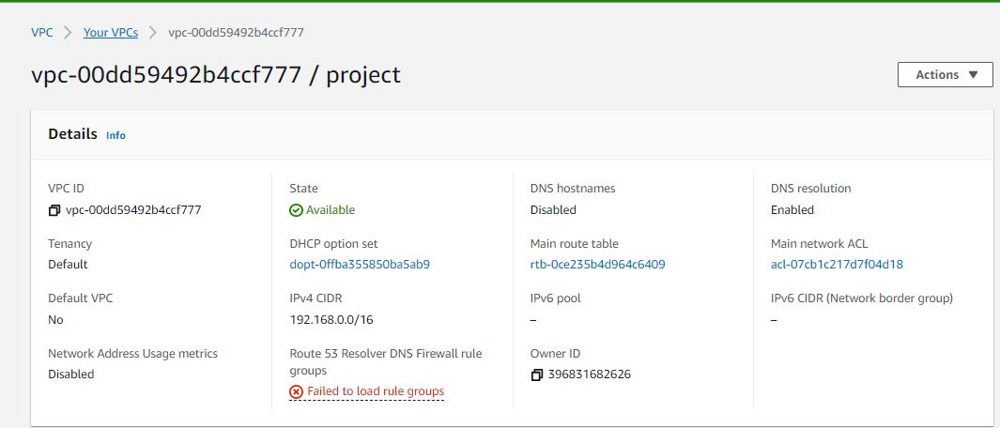 VPC > Your VPCs > vpc-00dd59492b4ccf777
vpc-00dd59492b4ccf777 / project
Actions ▼
Details Info
VPC ID
vpc-00dd59492b4ccf777
State
Available
DNS hostnames
Disabled
DNS resolution
Enabled
Tenancy
Default
DHCP option set
dopt-0ffba355850ba5ab9
Main route table
rtb-0ce235b4d964c6409
Main network ACL
acl-07cb1c217d7f04d18
Default VPC
No
IPv4 CIDR
192.168.0.0/16
IPv6 pool
–
IPv6 CIDR (Network border group)
–
Network Address Usage metrics
Disabled
Route 53 Resolver DNS Firewall rule
groups
Failed to load rule groups
Owner ID
396831682626